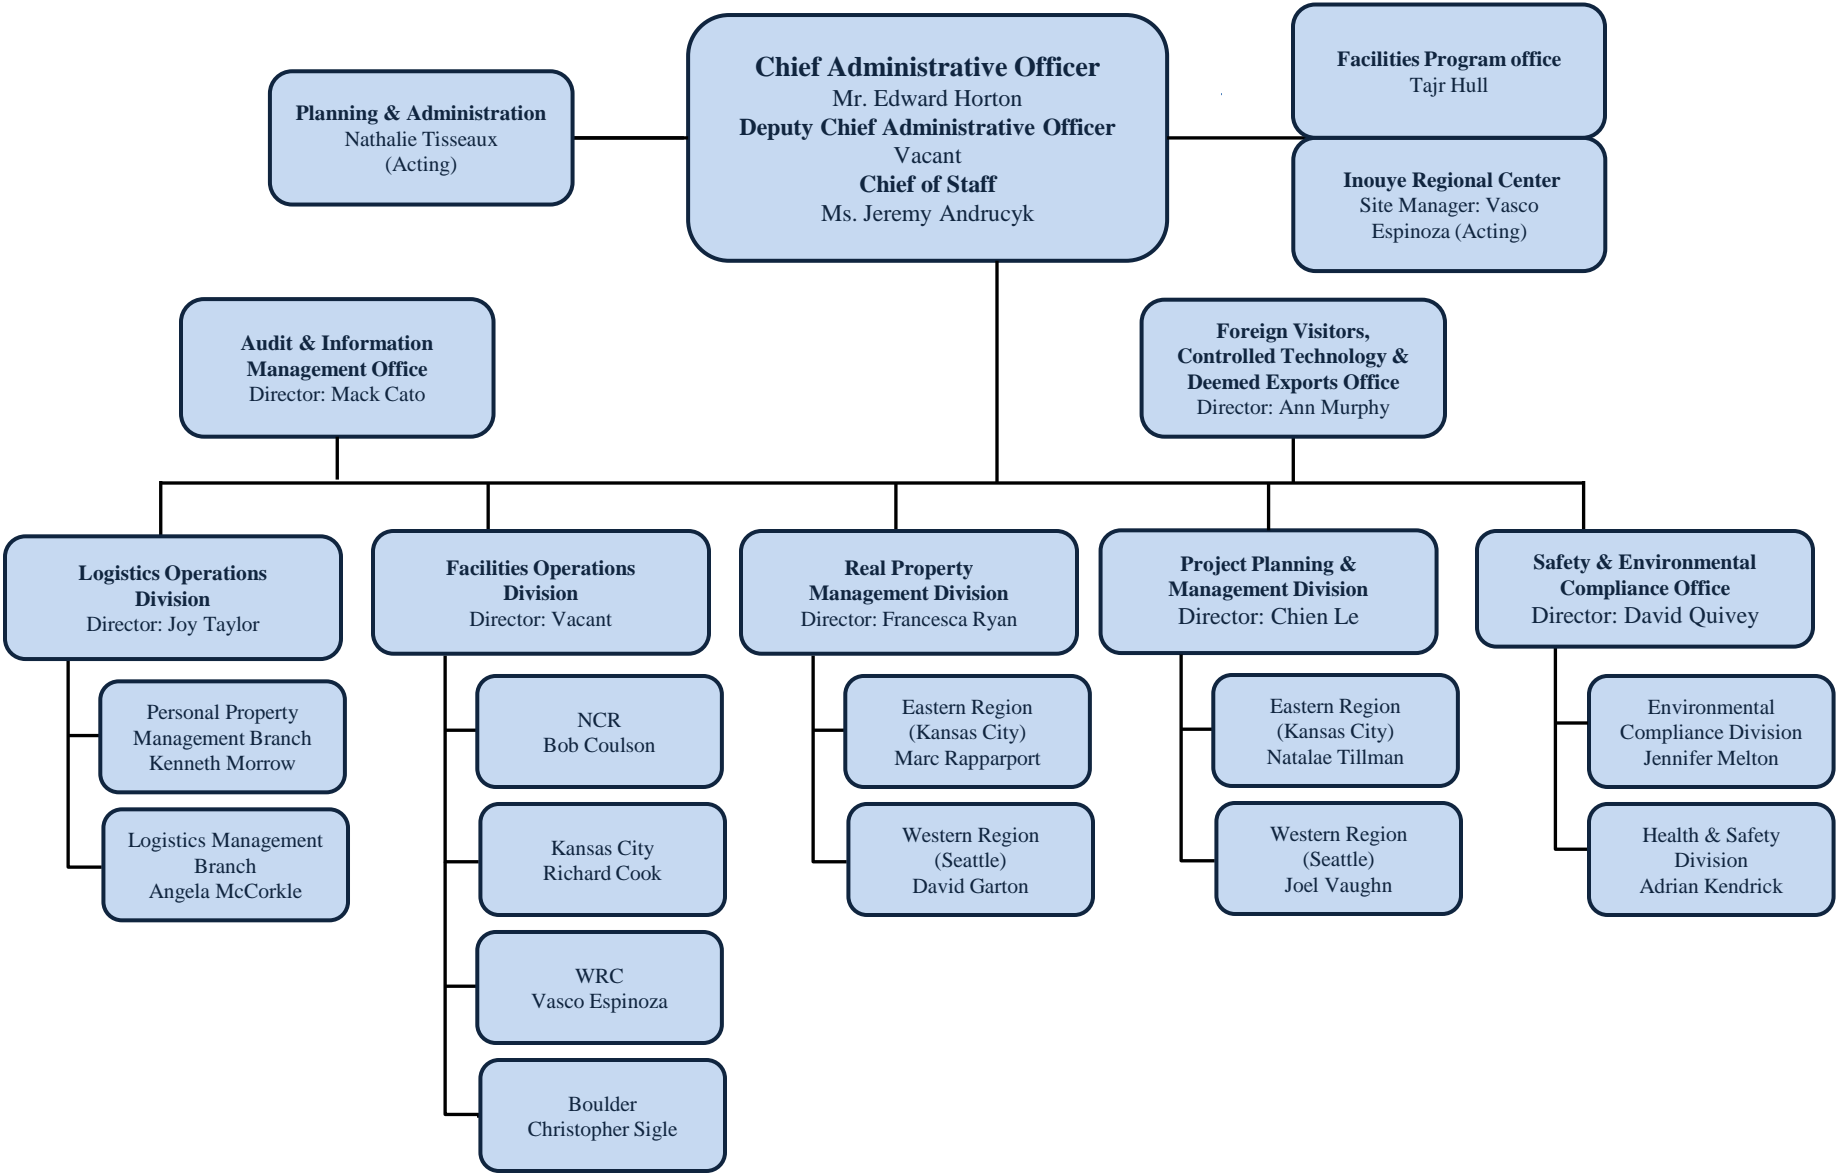 Chief Administrative Officer
Mr. Edward Horton
Deputy Chief Administrative Officer
Vacant
Chief of Staff
Ms. Jeremy Andrucyk
Planning & Administration
Nathalie Tisseaux
(Acting)
Facilities Program office
Tajr Hull
Inouye Regional Center
Site Manager: Vasco
Espinoza (Acting)
Audit & Information
Management Office
Director: Mack Cato
Foreign Visitors,
Controlled Technology &
Deemed Exports Office
Director: Ann Murphy
Logistics Operations
Division
Director: Joy Taylor
Personal Property
Management Branch
Kenneth Morrow
Logistics Management
Branch
Angela McCorkle
Facilities Operations
Division
Director: Vacant
NCR
Bob Coulson
Kansas City
Richard Cook
WRC
Vasco Espinoza
Boulder
Christopher Sigle
Real Property
Management Division
Director: Francesca Ryan
Eastern Region
(Kansas City)
Marc Rapparport
Western Region
(Seattle)
David Garton
Project Planning &
Management Division
Director: Chien Le
Eastern Region
(Kansas City)
Natalae Tillman
Western Region
(Seattle)
Joel Vaughn
Safety & Environmental
Compliance Office
Director: David Quivey
Environmental
Compliance Division
Jennifer Melton
Health & Safety
Division
Adrian Kendrick